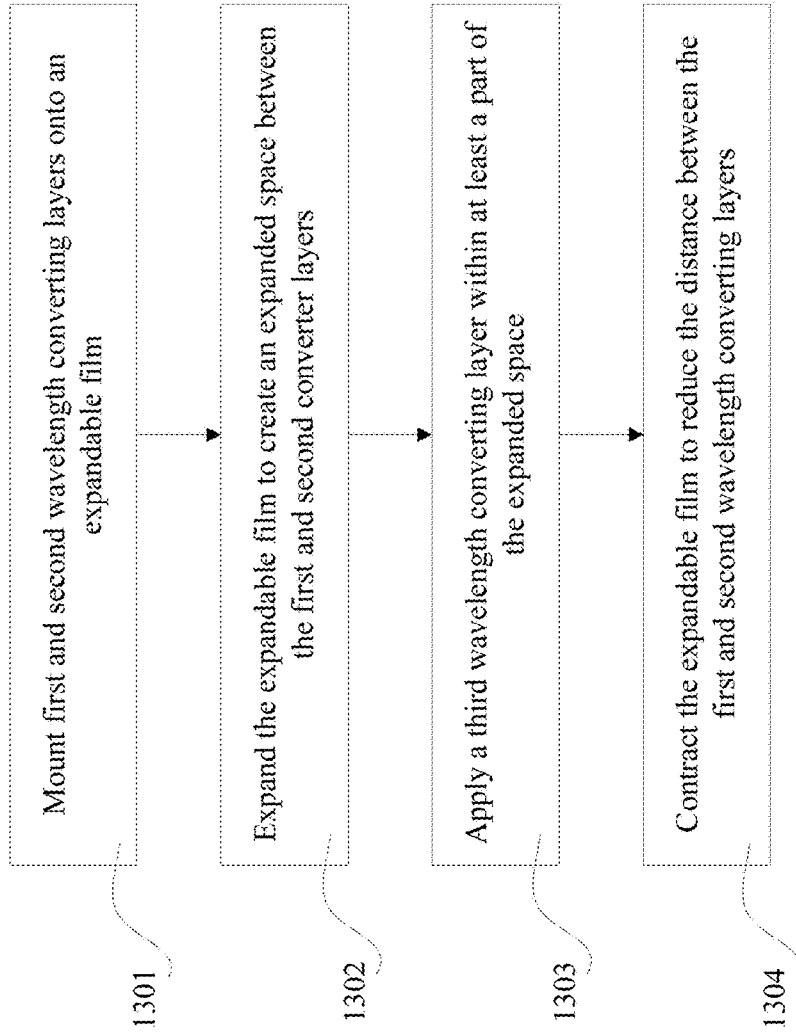 Mount first and second wavelength converting layers onto an
expandable film
1301
Expand the expandable film to create an expanded space between
the first and second converter layers
1302
Apply a third wavelength converting layer within at least a part of
the expanded space
1303
Contract the expandable film to reduce the distance between the
first and second wavelength converting layers
1304